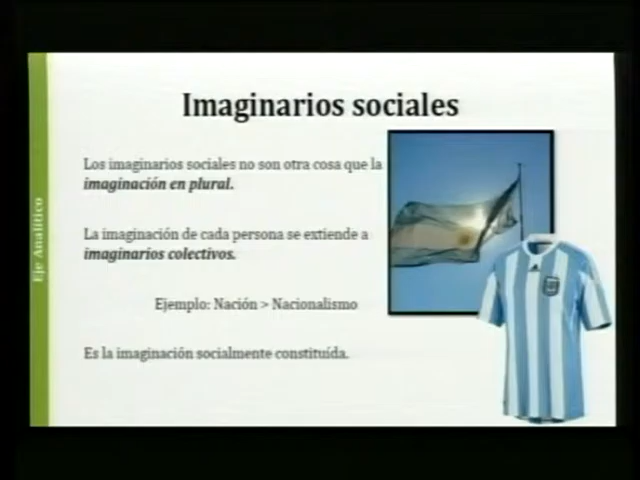 Imaginarios sociales
Los imaginarios sociales no son otra cosa que la
imaginación en plural.
La imaginación de cada persona se extiende a
imaginarios colectivos.
Ejemplo: Nación > Nacionalismo
Es la imaginación socialmente constituída.
Eje Analítico